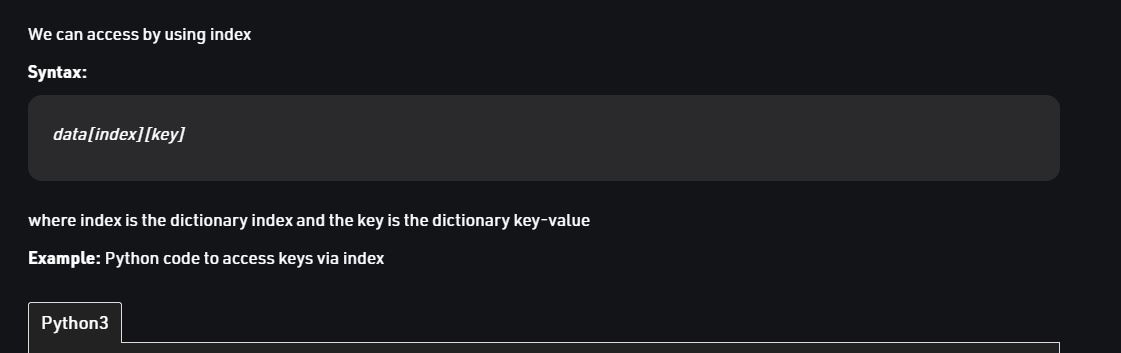 We can access by using index
Syntax:
data[index][key]
where index is the dictionary index and the key is the dictionary key-value
Example: Python code to access keys via index
Python3